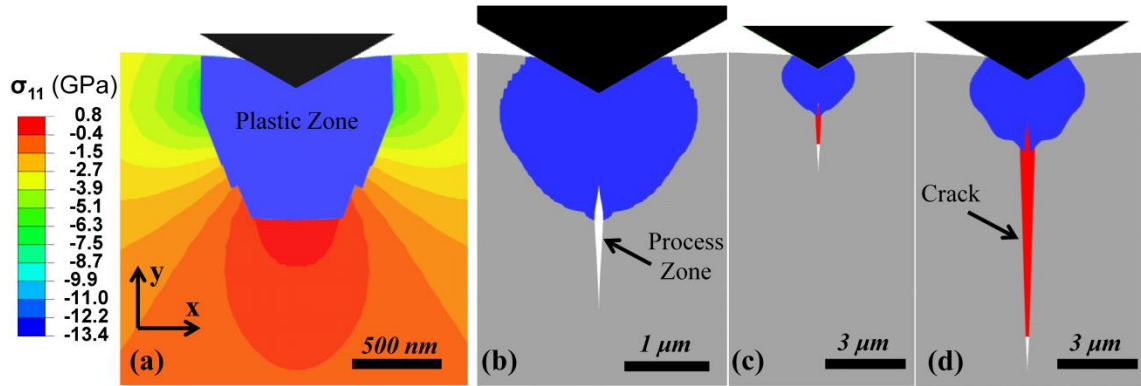 σ11 (GPa)
0.8
-0.4
-1.5
-2.7
-3.9
-5.1
-6.3
-7.5
-8.7
-9.9
-11.0
-12.2
-13.4
Plastic Zone
y
x
(a)
500 nm
Process
Zone
(b)
1 μm
(c)
3 μm
Crack
(d)
3 μm